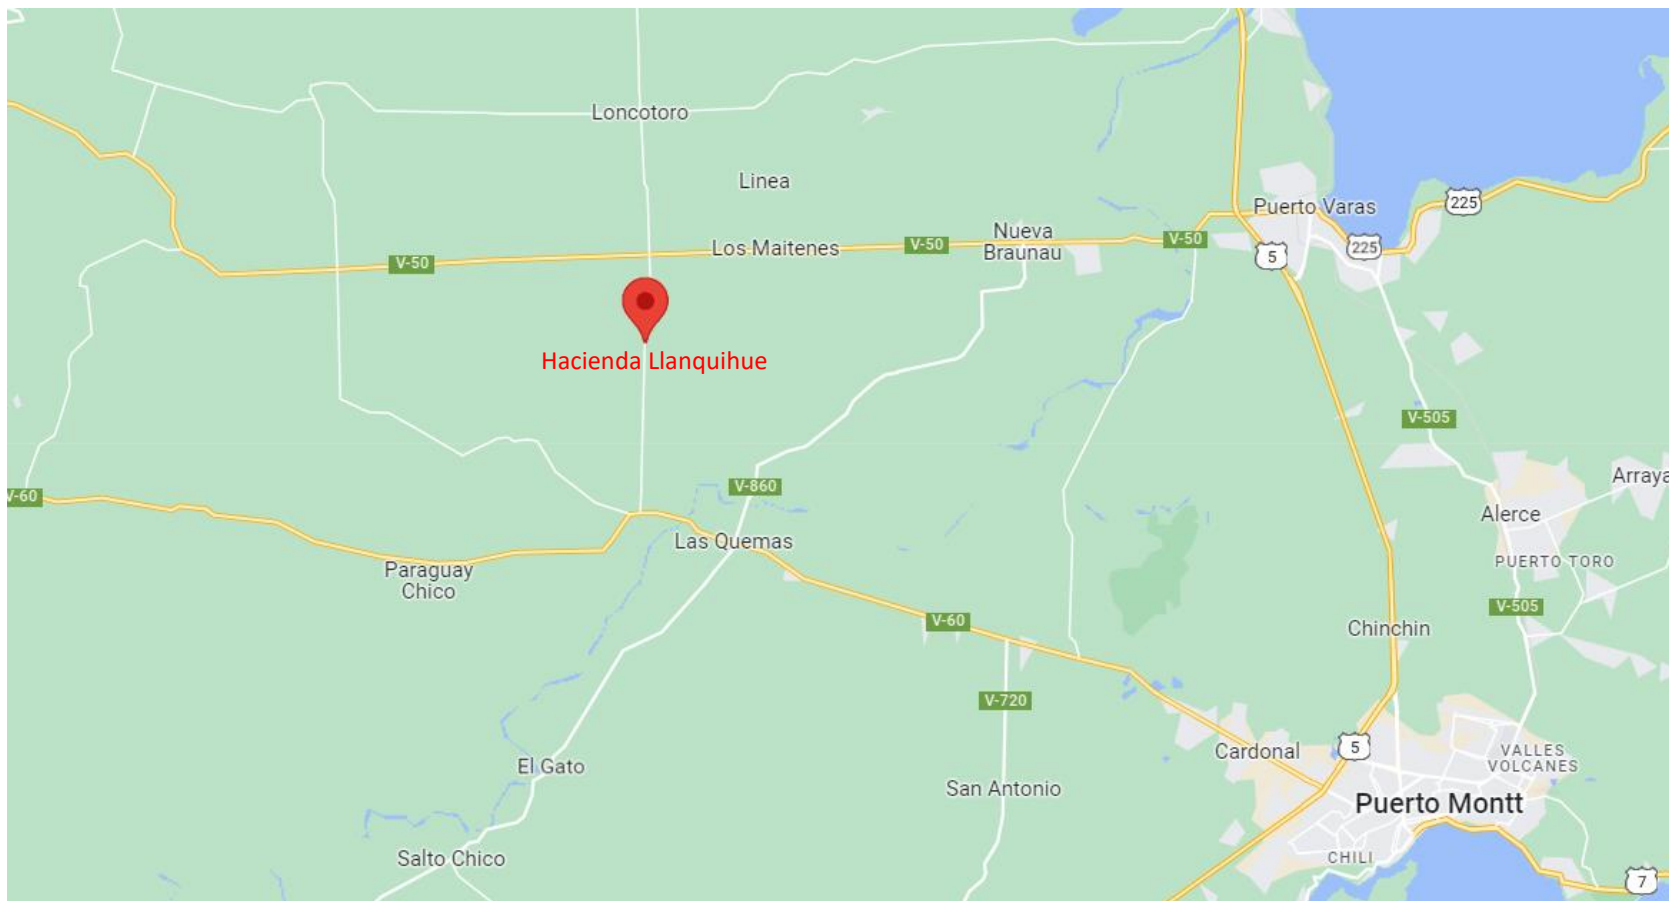 Loncotoro
Linea
Puerto Varas
225
Nueva
Braunau
V-50
V-50
Los Maitenes
225
5
V-50
Hacienda Llanquihue
V-505
Array
V-860
V-60
Alerce
Las Quemas
PUERTO TORO
Paraguay
Chico
V-505
V-60
Chinchin
V-720
5
Cardonal
VALLES
VOLCANES
El Gato
San Antonio
Puerto Montt
Salto Chico
CHILI
7